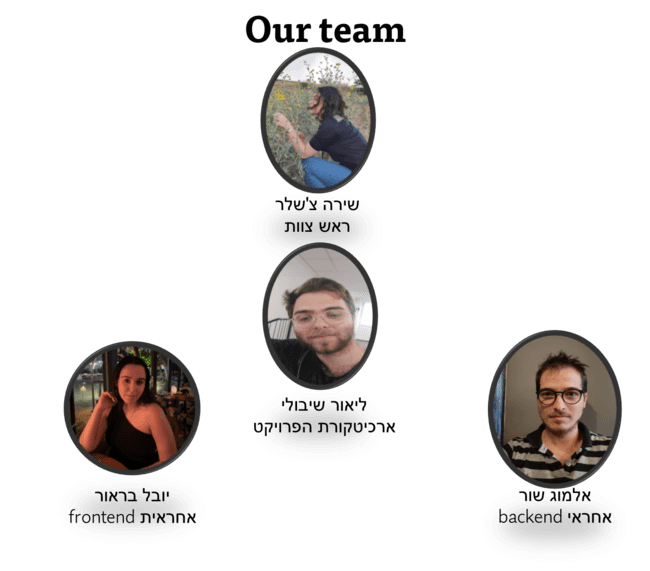 Our team
שירה צ'שלר
ראש צוות
ליאור שיבולי
ארכיטקורת הפרויקט
יובל בראור
אחראית frontend
אלמוג שור
אחראי backend